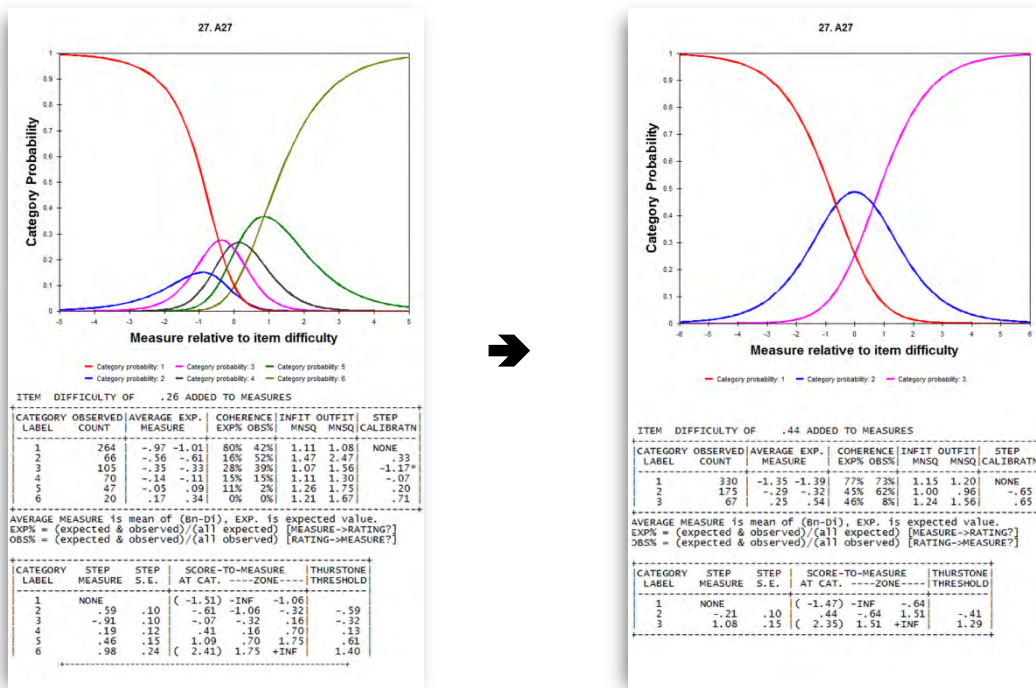 27. A27
Category Probability
1
0.9
0.8
0.7
0.6
0.5
0.4
0.3
0.2
0.1
0
-5 -4 -3 -2 -1 0 1 2 3 4 5
Measure relative to item difficulty
Category probability: 1 Category probability: 3 Category probability: 5
Category probability: 2 Category probability: 4 Category probability: 6
ITEM DIFFICULTY OF .26 ADDED TO MEASURES
|CATEGORY OBSERVED|AVERAGE EXP.| COHERENCE|INFIT OUTFIT| STEP |
| LABEL COUNT | MEASURE | EXP% OBS%| MNSQ MNSQ|CALIBRATN|
| 1 264 | -.97 -1.01| 80% 42%| 1.11 1.08| NONE |
| 2 66 | -.56 -.61| 16% 52%| 1.47 2.47| .33 |
| 3 105 | -.35 -.33| 28% 39%| 1.07 1.56| -1.17*|
| 4 70 | -.14 -.11| 15% 15%| 1.11 1.30| -.07 |
| 5 47 | -.05 .09| 11% 2%| 1.26 1.75| .20 |
| 6 20 | .17 .34| 0% 0%| 1.21 1.67| .71 |
AVERAGE MEASURE is mean of (Bn-Di), EXP. is expected value.
EXP% = (expected & observed)/(all expected) [MEASURE->RATING?]
OBS% = (expected & observed)/(all observed) [RATING->MEASURE?]
|CATEGORY STEP STEP | SCORE-TO-MEASURE |THURSTONE|
| LABEL MEASURE S.E. | AT CAT. ----ZONE----|THRESHOLD|
| 1 NONE |( -1.51) -INF -1.06| |
| 2 .59 .10 | -.61 -1.06 -.32| -.59 |
| 3 -.91 .10 | -.07 -.32 .16| -.32 |
| 4 .19 .12 | .41 .16 .70| .13 |
| 5 .46 .15 | 1.09 .70 1.75| .61 |
| 6 .98 .24 |( 2.41) 1.75 +INF | 1.40 |
27. A27
Category Probability
1
0.9
0.8
0.7
0.6
0.5
0.4
0.3
0.2
0.1
0
-6 -5 -4 -3 -2 -1 0 1 2 3 4 5 6
Measure relative to item difficulty
Category probability: 1 Category probability: 2 Category probability: 3
ITEM DIFFICULTY OF .44 ADDED TO MEASURES
|CATEGORY OBSERVED|AVERAGE EXP.| COHERENCE|INFIT OUTFIT| STEP
| LABEL COUNT | MEASURE | EXP% OBS%| MNSQ MNSQ|CALIBRATN
| 1 330 | -1.35 -1.39| 77% 73%| 1.15 1.20| NONE
| 2 175 | -.29 -.32| 45% 62%| 1.00 .96| -.65
| 3 67 | .25 .54| 46% 8%| 1.24 1.56| .65
AVERAGE MEASURE is mean of (Bn-Di), EXP. is expected value.
EXP% = (expected & observed)/(all expected) [MEASURE->RATING?]
OBS% = (expected & observed)/(all observed) [RATING->MEASURE?]
|CATEGORY STEP STEP | SCORE-TO-MEASURE |THURSTONE|
| LABEL MEASURE S.E. | AT CAT. ----ZONE----|THRESHOLD|
| 1 NONE |( -1.47) -INF -.64| |
| 2 -.21 .10 | .44 -.64 1.51| -.41 |
| 3 1.08 .15 |( 2.35) 1.51 +INF | 1.29 |